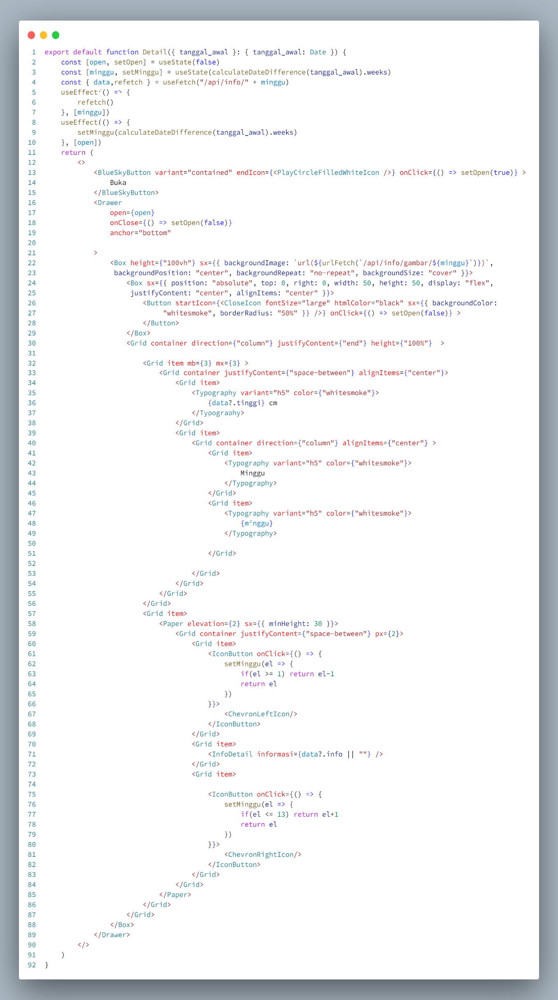 1 export default function Detail({ tanggal_awal }: { tanggal_awal: Date }) {
2     const [open, setOpen] = useState(false)
3     const [minggu, setMinggu] = useState(calculateDateDifference(tanggal_awal).weeks)
4     const { data,refetch } = useFetch("/api/info/" + minggu)
5     useEffect(() => {
6         refetch()
7     }, [minggu])
8     useEffect(() => {
9         setMinggu(calculateDateDifference(tanggal_awal).weeks)
10     }, [open])
11     return (
12         <>
13             <BlueSkyButton variant="contained" endIcon={<PlayCircleFilledWhiteIcon />} onClick={() => setOpen(true)} >
14                 Buka
15             </BlueSkyButton>
16             <Drawer
17                 open={open}
18                 onClose={() => setOpen(false)}
19                 anchor="bottom"
20
21             >
22                 <Box height={"100vh"} sx={{ backgroundImage: `url(${urlFetch(`/api/info/gambar/${minggu}`)})`,
23                  backgroundPosition: "center", backgroundRepeat: "no-repeat", backgroundSize: "cover" }}>
24                     <Box sx={{ position: "absolute", top: 0, right: 0, width: 50, height: 50, display: "flex",
25                      justifyContent: "center", alignItems: "center" }}>
26                         <Button startIcon={<CloseIcon fontSize="large" htmlColor="black" sx={{ backgroundColor:
27                              "whitesmoke", borderRadius: "50%" }} />} onClick={() => setOpen(false)} >
28                         </Button>
29                     </Box>
30                     <Grid container direction={"column"} justifyContent={"end"} height={"100%"}  >
31
32                         <Grid item mb={3} mx={3} >
33                             <Grid container justifyContent={"space-between"} alignItems={"center"}>
34                                 <Grid item>
35                                     <Typography variant="h5" color={"whitesmoke"}>
36                                         {data?.tinggi} cm
37                                     </Typography>
38                                 </Grid>
39                                 <Grid item>
40                                     <Grid container direction={"column"} alignItems={"center"} >
41                                         <Grid item>
42                                             <Typography variant="h5" color={"whitesmoke"}>
43                                                 Minggu
44                                             </Typography>
45                                         </Grid>
46                                         <Grid item>
47                                             <Typography variant="h5" color={"whitesmoke"}>
48                                                 {minggu}
49                                             </Typography>
50
51                                         </Grid>
52
53                                     </Grid>
54                                 </Grid>
55                             </Grid>
56                         </Grid>
57                         <Grid item>
58                             <Paper elevation={2} sx={{ minHeight: 30 }}>
59                                 <Grid container justifyContent={"space-between"} px={2}>
60                                     <Grid item>
61                                         <IconButton onClick={() => {
62                                             setMinggu(el => {
63                                                 if(el >= 1) return el-1
64                                                 return el
65                                             })
66                                         }}>
67                                             <ChevronLeftIcon/>
68                                         </IconButton>
69                                     </Grid>
70                                     <Grid item>
71                                         <InfoDetail informasi={data?.info || ""} />
72                                     </Grid>
73                                     <Grid item>
74
75                                         <IconButton onClick={() => {
76                                             setMinggu(el => {
77                                                 if(el <= 13) return el+1
78                                                 return el
79                                             })
80                                         }}>
81                                             <ChevronRightIcon/>
82                                         </IconButton>
83                                     </Grid>
84                                 </Grid>
85                             </Paper>
86                         </Grid>
87                     </Grid>
88                 </Box>
89             </Drawer>
90         </>
91     )
92 }